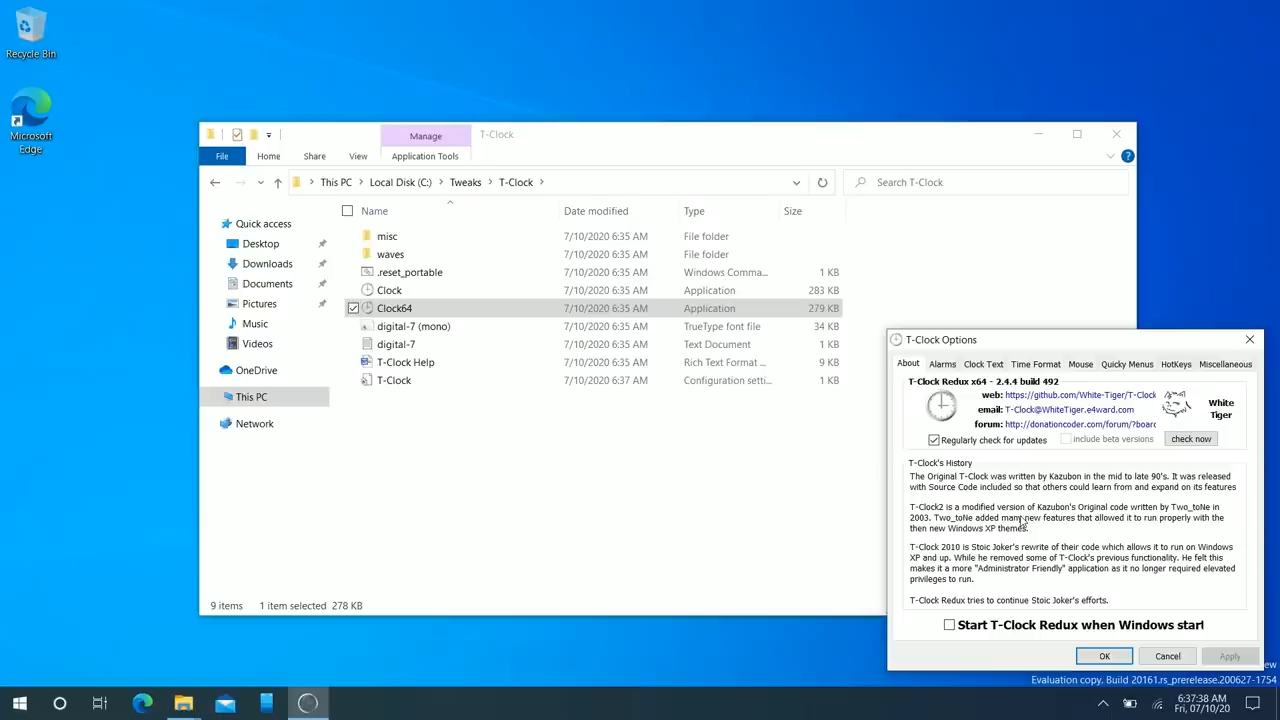 Recycle Bin
Microsoft
Edge
Manage
T-Clock
File
Home
Share
View
Application Tools
This PC
Local Disk (C:)
Tweaks
T-Clock
Search T-Clock
Name
Date modified
Type
Size
Quick access
Desktop
Downloads
Documents
Pictures
Music
Videos
OneDrive
This PC
Network
misc 7/10/2020 6:35 AM File folder
waves 7/10/2020 6:35 AM File folder
.reset_portable 7/10/2020 6:35 AM Windows Comma... 1 KB
Clock 7/10/2020 6:35 AM Application 283 KB
Clock64 7/10/2020 6:35 AM Application 279 KB
digital-7 (mono) 7/10/2020 6:35 AM TrueType font file 34 KB
digital-7 7/10/2020 6:35 AM Text Document 1 KB
T-Clock Help 7/10/2020 6:35 AM Rich Text Format ... 9 KB
T-Clock 7/10/2020 6:37 AM Configuration setti... 1 KB
9 items 1 item selected 278 KB
T-Clock Options
About Alarms Clock Text Time Format Mouse Quicky Menus HotKeys Miscellaneous
T-Clock Redux x64 - 2.4.4 build 492
web: https://github.com/White-Tiger/T-Clock
email: T-Clock@WhiteTiger.e4ward.com
forum: http://donationcoder.com/forum/?board
White
Tiger
Regularly check for updates include beta versions check now
T-Clock's History
The Original T-Clock was written by Kazubon in the mid to late 90's. It was released
with Source Code included so that others could learn from and expand on its features
T-Clock2 is a modified version of Kazubon's Original code written by Two_toNe in
2003. Two_toNe added many new features that allowed it to run properly with the
then new Windows XP themes.
T-Clock 2010 is Stoic Joker's rewrite of their code which allows it to run on Windows
XP and up. While he removed some of T-Clock's previous functionality. He felt this
makes it a more "Administrator Friendly" application as it no longer required elevated
privileges to run.
T-Clock Redux tries to continue Stoic Joker's efforts.
Start T-Clock Redux when Windows start
OK Cancel Apply
ew
Evaluation copy. Build 20161.rs_prerelease.200627-1754
6:37:38 AM
Fri, 07/10/20